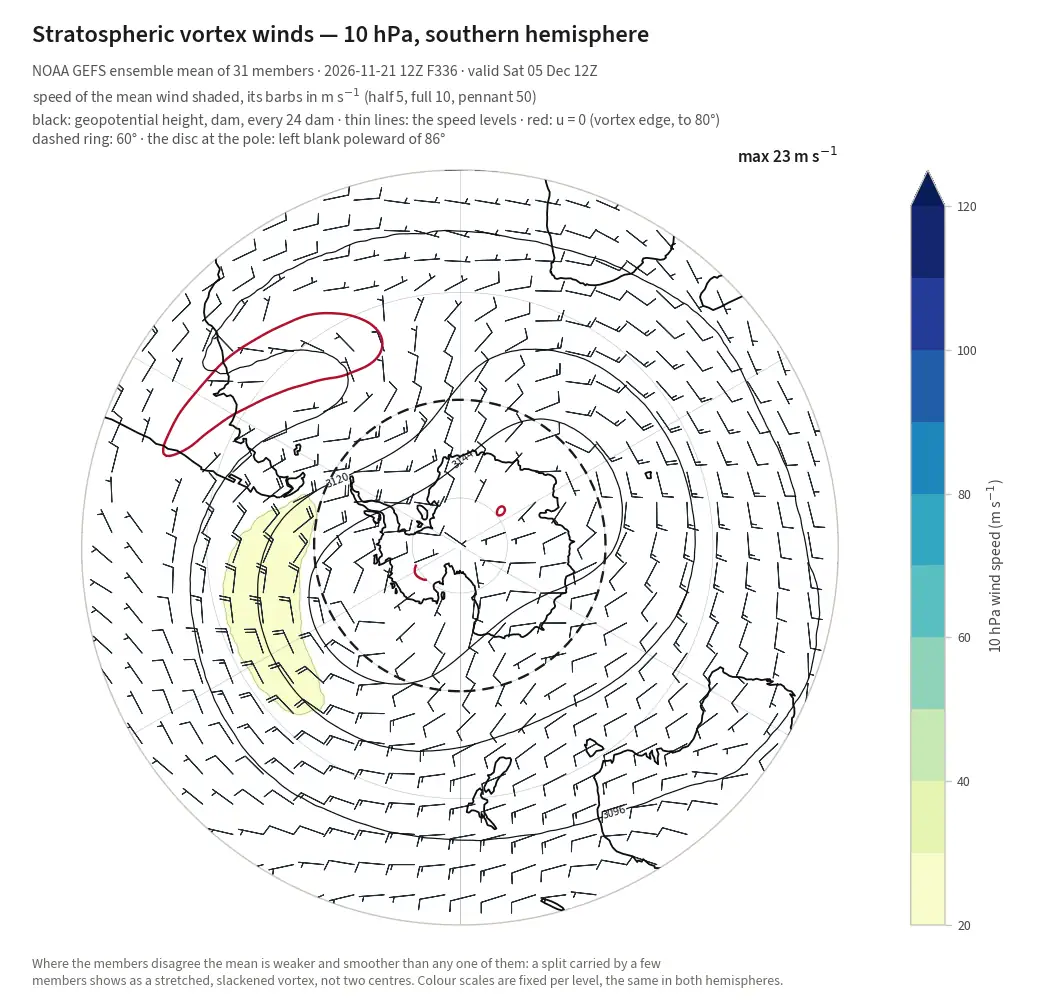 Stratospheric vortex winds — 10 hPa, southern hemisphere
NOAA GEFS ensemble mean of 31 members · 2026-11-21 12Z F336 · valid Sat 05 Dec 12Z
speed of the mean wind shaded, its barbs in m s⁻¹ (half 5, full 10, pennant 50)
black: geopotential height, dam, every 24 dam · thin lines: the speed levels · red: u = 0 (vortex edge, to 80°)
dashed ring: 60° · the disc at the pole: left blank poleward of 86°
max 23 m s⁻¹
120
100
80
60
40
20
10 hPa wind speed (m s⁻¹)
3144
3120
3096
Where the members disagree the mean is weaker and smoother than any one of them: a split carried by a few
members shows as a stretched, slackened vortex, not two centres. Colour scales are fixed per level, the same in both hemispheres.